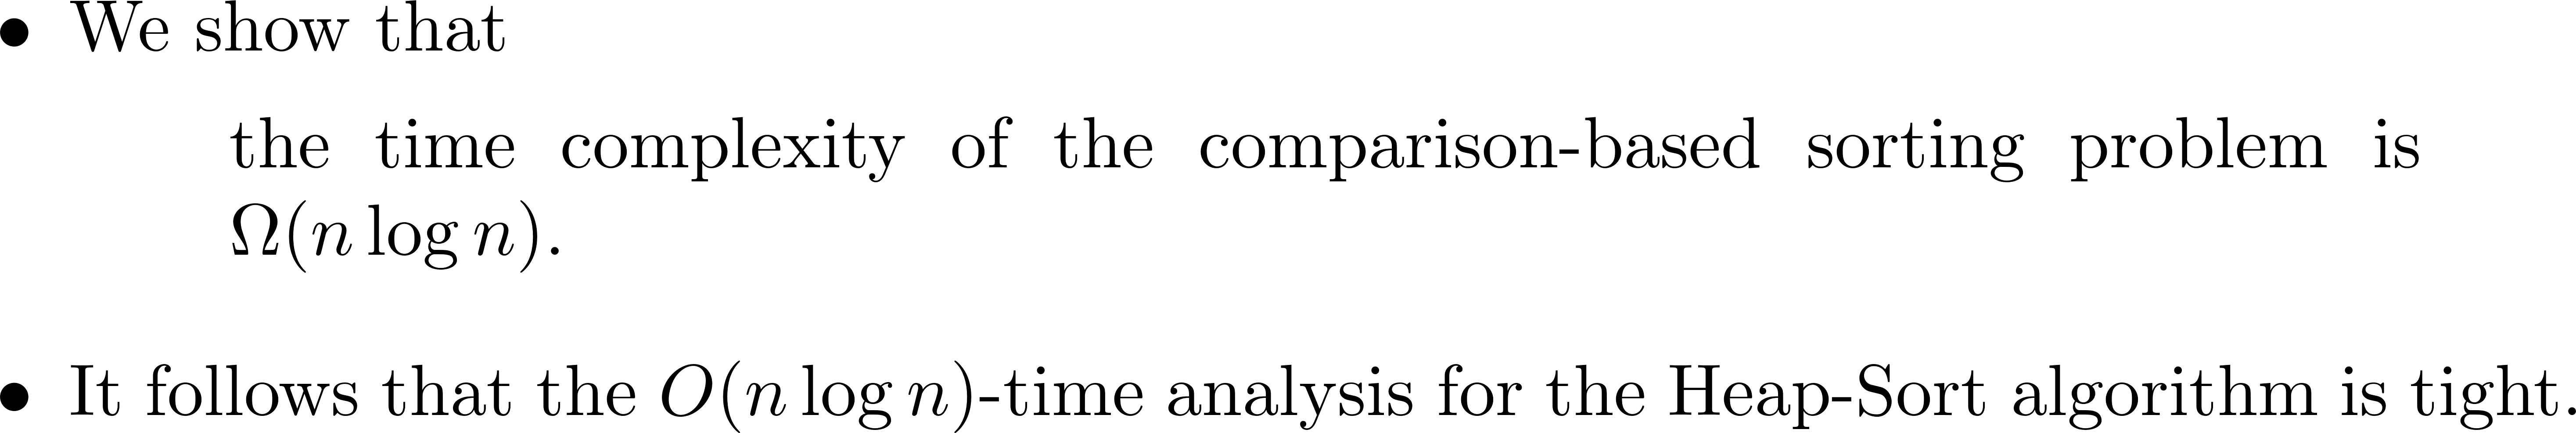 • We show that
the time complexity of the comparison-based sorting problem is
Ω(n log n).
• It follows that the O(n log n)-time analysis for the Heap-Sort algorithm is tight.